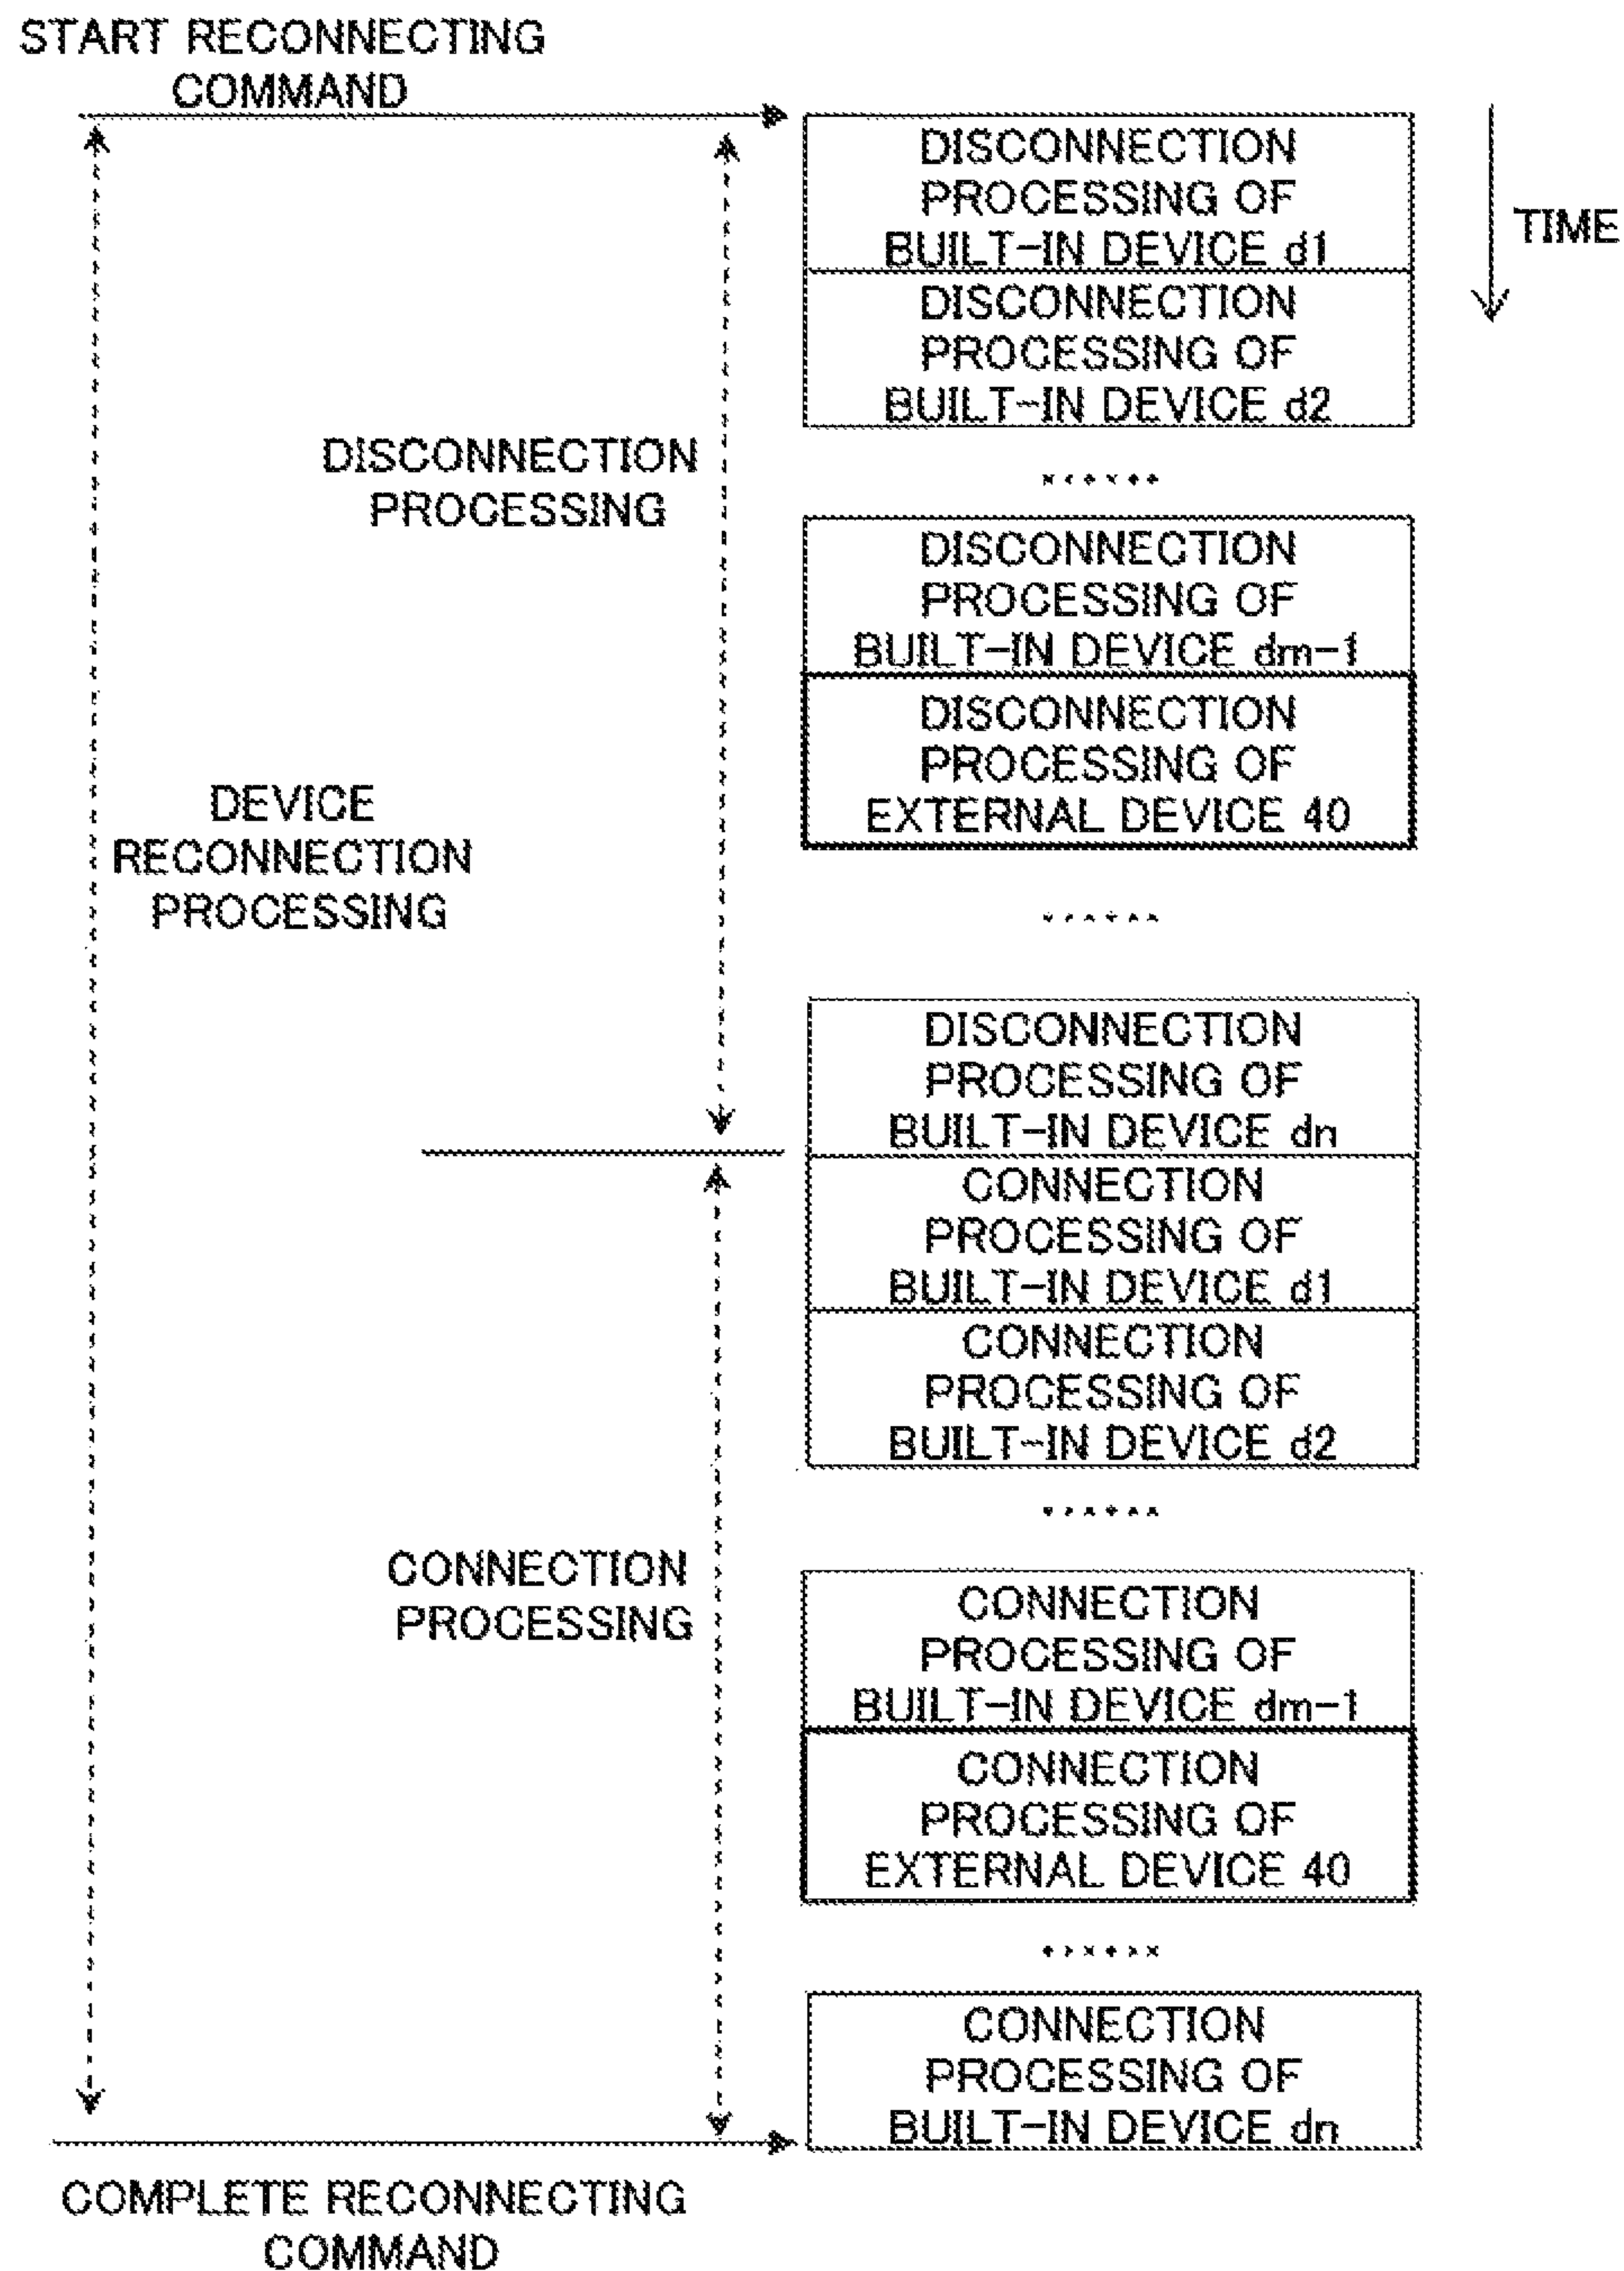 START RECONNECTING
COMMAND
DISCONNECTION
PROCESSING OF
BUILT-IN DEVICE d1
TIME
DISCONNECTION
PROCESSING OF
BUILT-IN DEVICE d2
DISCONNECTION
PROCESSING
......
DISCONNECTION
PROCESSING OF
BUILT-IN DEVICE dm-1
DISCONNECTION
PROCESSING OF
EXTERNAL DEVICE 40
DEVICE
RECONNECTION
PROCESSING
......
DISCONNECTION
PROCESSING OF
BUILT-IN DEVICE dn
CONNECTION
PROCESSING OF
BUILT-IN DEVICE d1
CONNECTION
PROCESSING OF
BUILT-IN DEVICE d2
......
CONNECTION
PROCESSING
CONNECTION
PROCESSING OF
BUILT-IN DEVICE dm-1
CONNECTION
PROCESSING OF
EXTERNAL DEVICE 40
......
CONNECTION
PROCESSING OF
BUILT-IN DEVICE dn
COMPLETE RECONNECTING
COMMAND